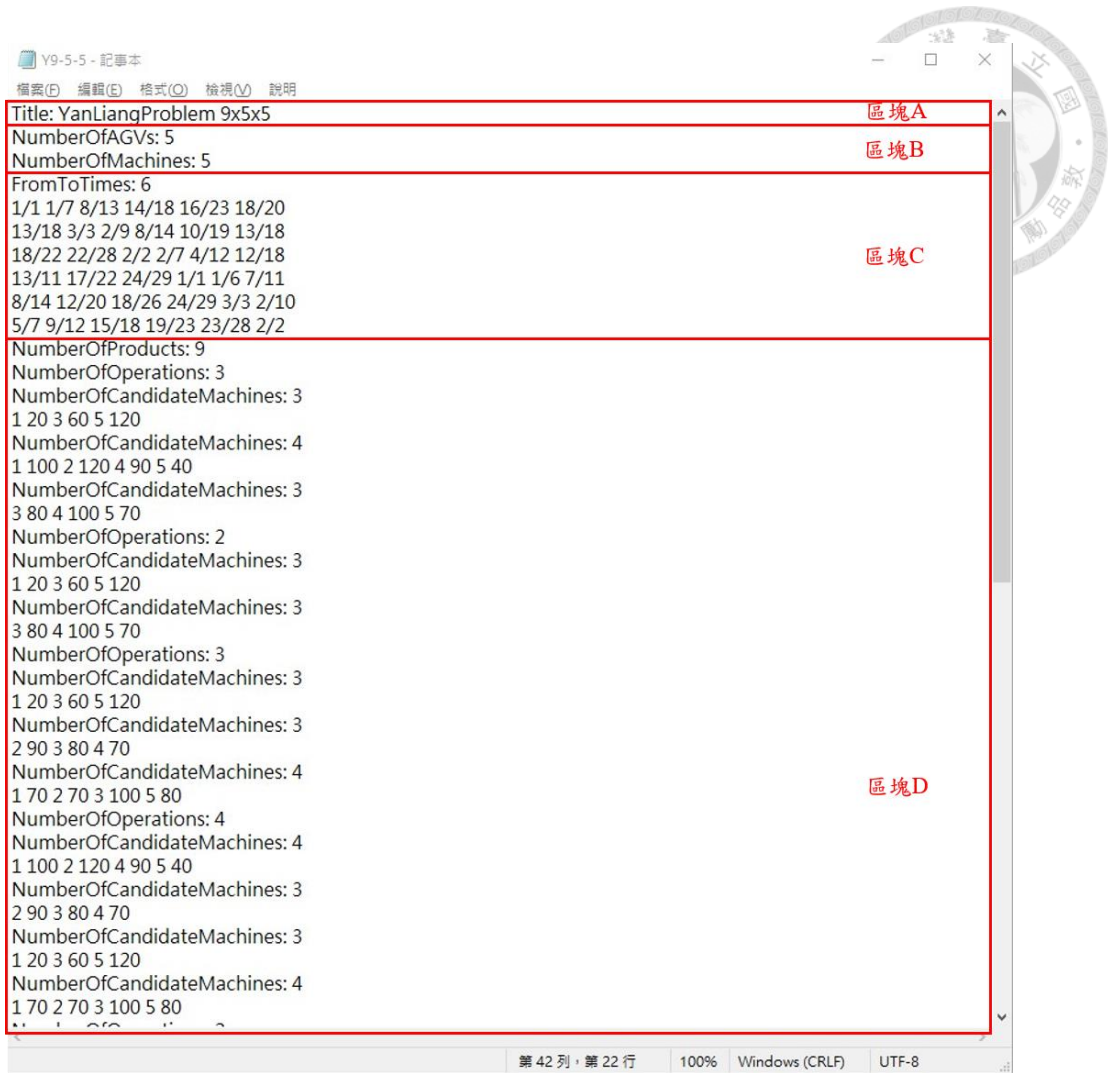 Y9-5-5 - 記事本
檔案(F) 編輯(E) 格式(O) 檢視(V) 說明
Title: YanLiangProblem 9x5x5
區塊A
NumberOfAGVs: 5
區塊B
NumberOfMachines: 5
FromToTimes: 6
1/1 1/7 8/13 14/18 16/23 18/20
13/18 3/3 2/9 8/14 10/19 13/18
18/22 22/28 2/2 2/7 4/12 12/18
區塊C
13/11 17/22 24/29 1/1 1/6 7/11
8/14 12/20 18/26 24/29 3/3 2/10
5/7 9/12 15/18 19/23 23/28 2/2
NumberOfProducts: 9
NumberOfOperations: 3
NumberOfCandidateMachines: 3
1 20 3 60 5 120
NumberOfCandidateMachines: 4
1 100 2 120 4 90 5 40
NumberOfCandidateMachines: 3
3 80 4 100 5 70
NumberOfOperations: 2
NumberOfCandidateMachines: 3
1 20 3 60 5 120
NumberOfCandidateMachines: 3
3 80 4 100 5 70
NumberOfOperations: 3
NumberOfCandidateMachines: 3
1 20 3 60 5 120
NumberOfCandidateMachines: 3
2 90 3 80 4 70
NumberOfCandidateMachines: 4
區塊D
1 70 2 70 3 100 5 80
NumberOfOperations: 4
NumberOfCandidateMachines: 4
1 100 2 120 4 90 5 40
NumberOfCandidateMachines: 3
2 90 3 80 4 70
NumberOfCandidateMachines: 3
1 20 3 60 5 120
NumberOfCandidateMachines: 4
1 70 2 70 3 100 5 80
第 42 列，第 22 行 100% Windows (CRLF) UTF-8